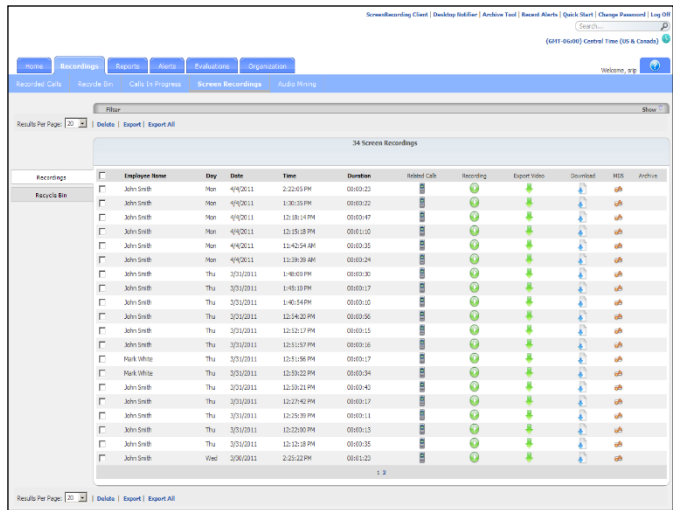 ScreenRecording Client | Desktop Notifier | Archive Tool | Recent Alerts | Quick Start | Change Password | Log Off
Search...
(GMT-06:00) Central Time (US & Canada)
Home Recordings Reports Alerts Evaluations Organization
Welcome, srip
Recorded Calls Recycle Bin Calls In Progress Screen Recordings Audio Mining
Filter Show
Results Per Page: 20 | Delete | Export | Export All
34 Screen Recordings
Recordings
Recycle Bin
Employee Name Day Date Time Duration Related Calls Recording Export Video Download MD5 Archive
John Smith Mon 4/4/2011 2:22:05 PM 00:00:23
John Smith Mon 4/4/2011 1:30:35 PM 00:00:22
John Smith Mon 4/4/2011 12:18:14 PM 00:00:47
John Smith Mon 4/4/2011 12:15:18 PM 00:01:10
John Smith Mon 4/4/2011 11:42:54 AM 00:00:35
John Smith Mon 4/4/2011 11:39:39 AM 00:00:24
John Smith Thu 3/31/2011 1:48:00 PM 00:00:30
John Smith Thu 3/31/2011 1:45:10 PM 00:00:17
John Smith Thu 3/31/2011 1:40:54 PM 00:00:10
John Smith Thu 3/31/2011 12:54:20 PM 00:00:56
John Smith Thu 3/31/2011 12:52:17 PM 00:00:15
John Smith Thu 3/31/2011 12:51:57 PM 00:00:16
Mark White Thu 3/31/2011 12:51:56 PM 00:00:17
Mark White Thu 3/31/2011 12:50:22 PM 00:00:34
John Smith Thu 3/31/2011 12:50:21 PM 00:00:43
John Smith Thu 3/31/2011 12:27:42 PM 00:00:17
John Smith Thu 3/31/2011 12:25:39 PM 00:00:11
John Smith Thu 3/31/2011 12:22:00 PM 00:00:13
John Smith Thu 3/31/2011 12:12:18 PM 00:00:35
John Smith Wed 3/30/2011 2:25:22 PM 00:01:23
1 2
Results Per Page: 20 | Delete | Export | Export All